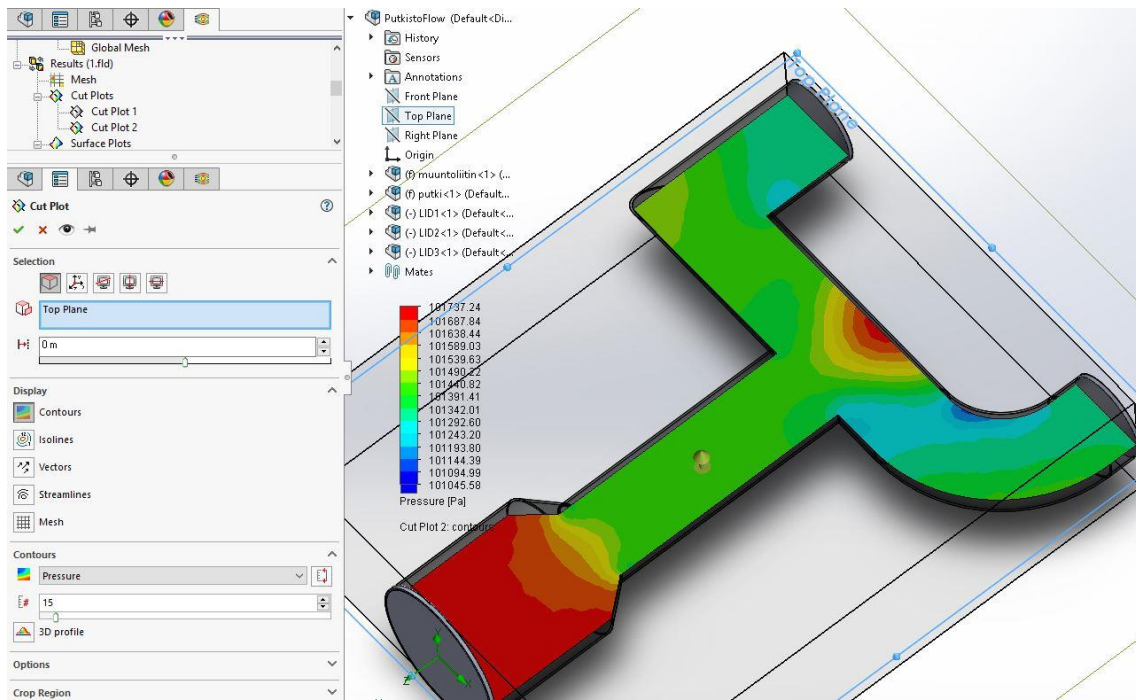 Global Mesh
Results (1.fld)
Mesh
Cut Plots
Cut Plot 1
Cut Plot 2
Surface Plots
Cut Plot
Selection
Top Plane
0 m
Display
Contours
Isolines
Vectors
Streamlines
Mesh
Contours
Pressure
15
3D profile
Options
Crop Region
PutkistoFlow (Default<Di...
History
Sensors
Annotations
Front Plane
Top Plane
Right Plane
Origin
(f) muuntoliitin<1> (...
(f) putki<1> (Default...
(-) LID1<1> (Default<...
(-) LID2<1> (Default<...
(-) LID3<1> (Default<...
Mates
101737.24
101687.84
101638.44
101589.03
101539.63
101490.22
101440.82
101391.41
101342.01
101292.60
101243.20
101193.80
101144.39
101094.99
101045.58
Pressure [Pa]
Cut Plot 2: contours
Top Plane
Y
Z
X